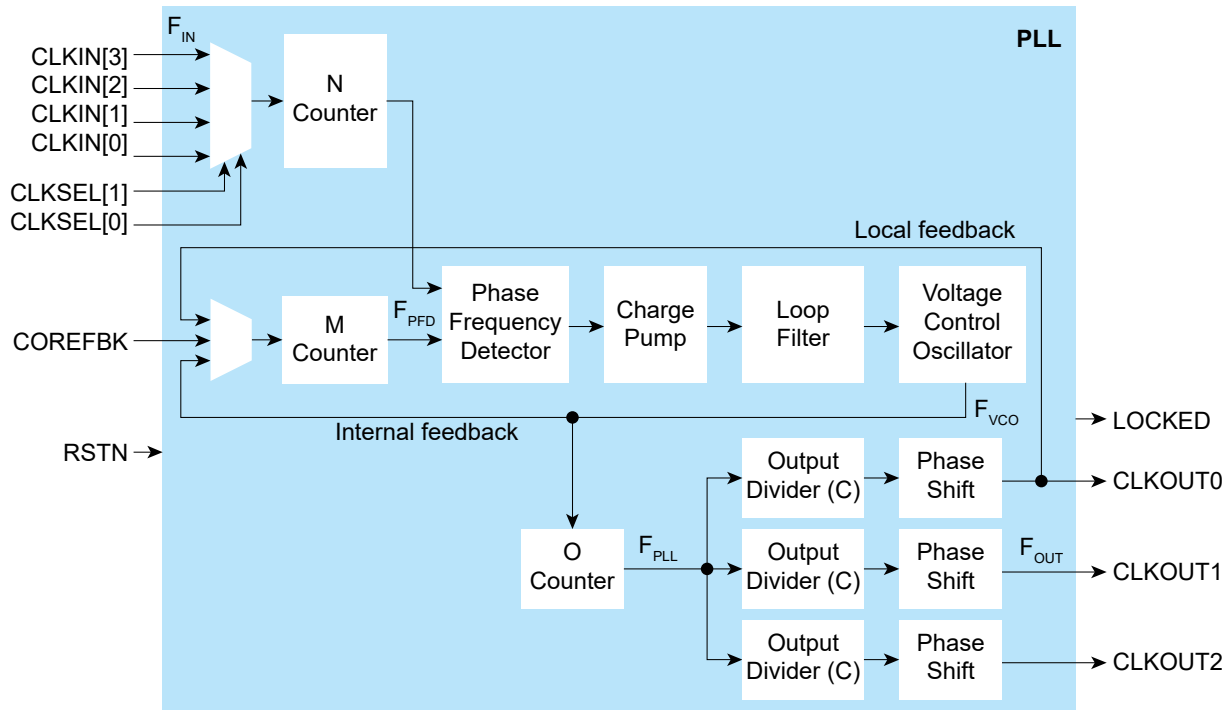 PLL
F_IN
CLKIN[3]
CLKIN[2]
CLKIN[1]
CLKIN[0]
CLKSEL[1]
CLKSEL[0]
N
Counter
Local feedback
COREFBK
M
Counter
F_PFD
Phase
Frequency
Detector
Charge
Pump
Loop
Filter
Voltage
Control
Oscillator
F_VCO
Internal feedback
RSTN
LOCKED
Output
Divider (C)
Phase
Shift
CLKOUT0
O
Counter
F_PLL
Output
Divider (C)
Phase
Shift
F_OUT
CLKOUT1
Output
Divider (C)
Phase
Shift
CLKOUT2